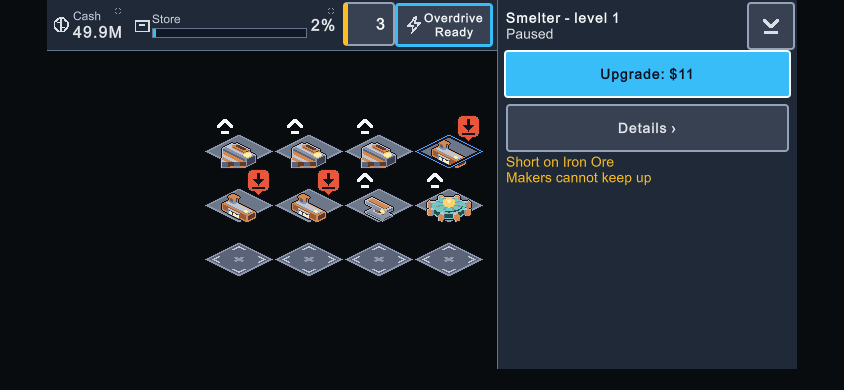 Cash
49.9M
Store
2%
3
Overdrive
Ready
Smelter - level 1
Paused
Upgrade: $11
Details ›
Short on Iron Ore
Makers cannot keep up